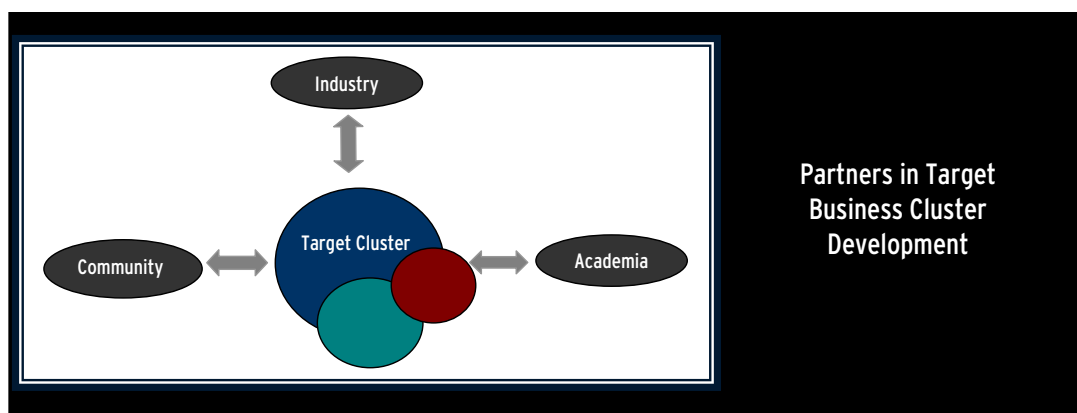 Industry
Target Cluster
Community
Academia
Partners in Target
Business Cluster
Development